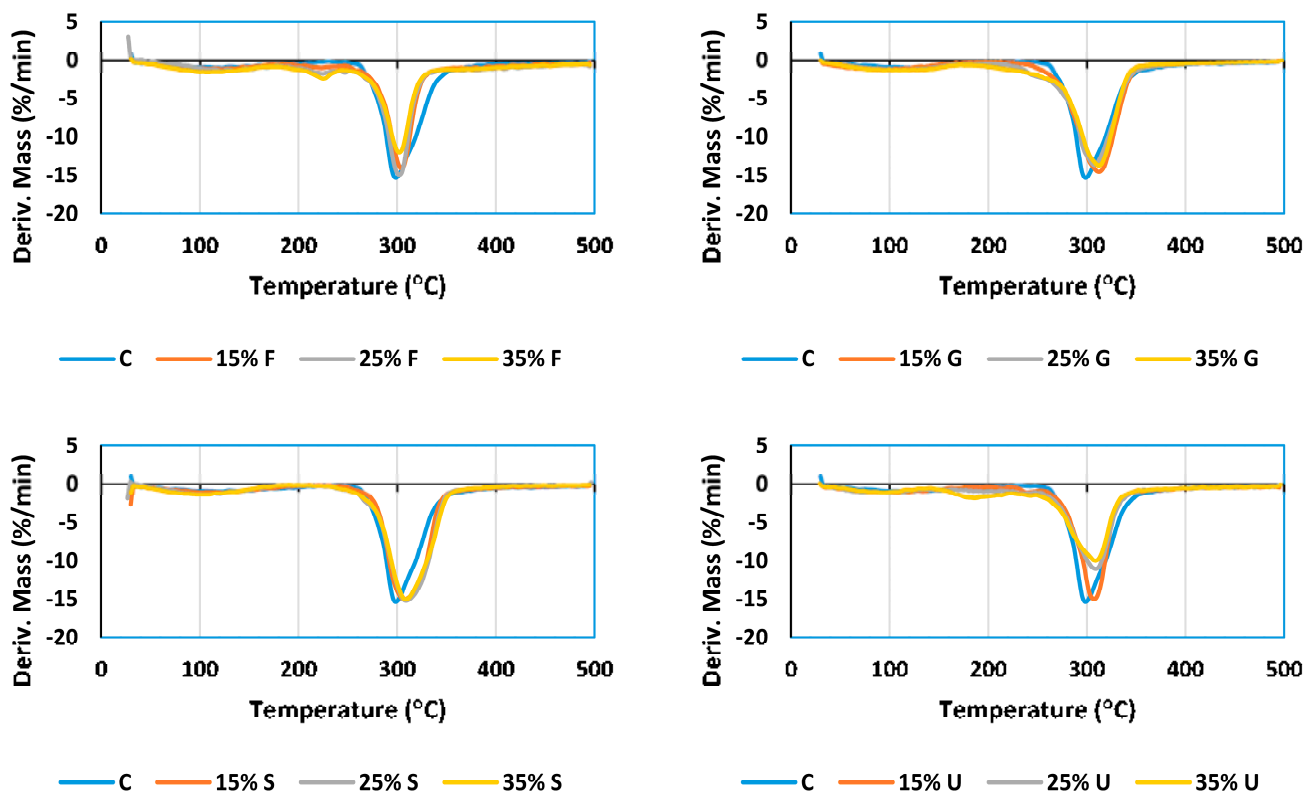 Deriv. Mass (%/min)
5
0
-5
-10
-15
-20
0 100 200 300 400 500
Temperature (°C)
C 15% F 25% F 35% F
Deriv. Mass (%/min)
5
0
-5
-10
-15
-20
0 100 200 300 400 500
Temperature (°C)
C 15% G 25% G 35% G
Deriv. Mass (%/min)
5
0
-5
-10
-15
-20
0 100 200 300 400 500
Temperature (°C)
C 15% S 25% S 35% S
Deriv. Mass (%/min)
5
0
-5
-10
-15
-20
0 100 200 300 400 500
Temperature (°C)
C 15% U 25% U 35% U